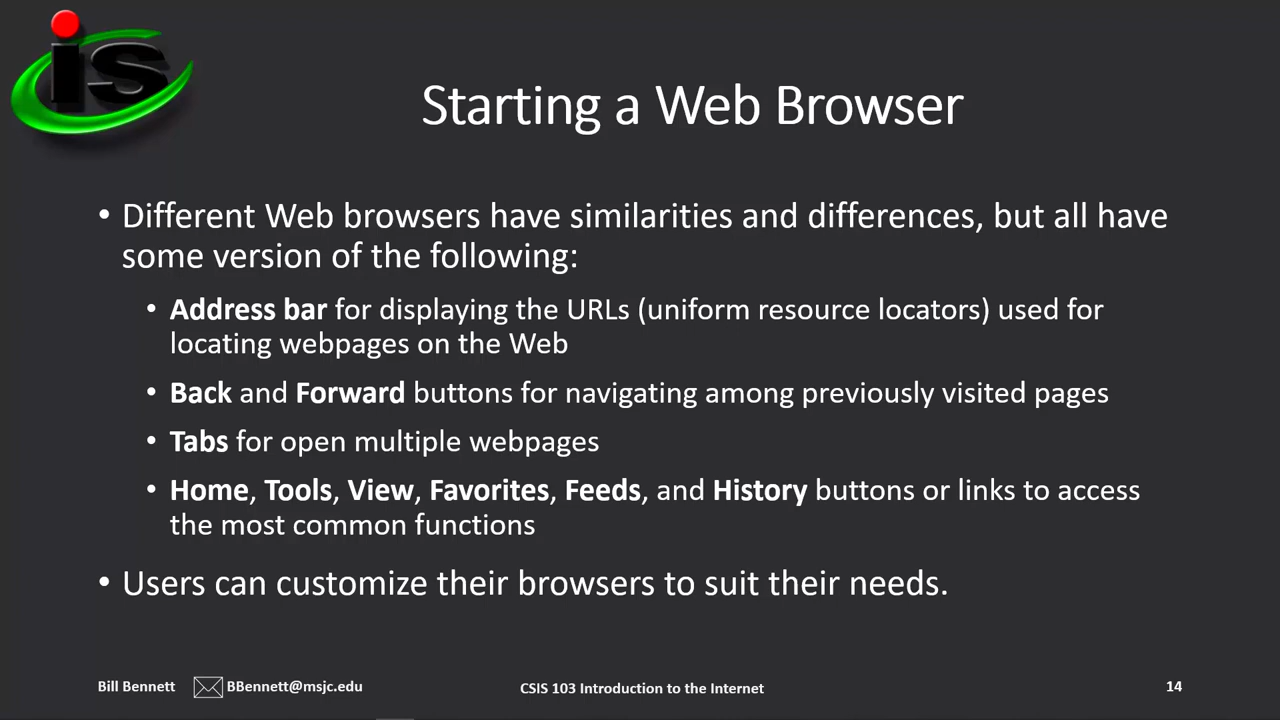 is
Starting a Web Browser
• Different Web browsers have similarities and differences, but all have
some version of the following:
• Address bar for displaying the URLs (uniform resource locators) used for
locating webpages on the Web
• Back and Forward buttons for navigating among previously visited pages
• Tabs for open multiple webpages
• Home, Tools, View, Favorites, Feeds, and History buttons or links to access
the most common functions
• Users can customize their browsers to suit their needs.
Bill Bennett BBennett@msjc.edu CSIS 103 Introduction to the Internet 14